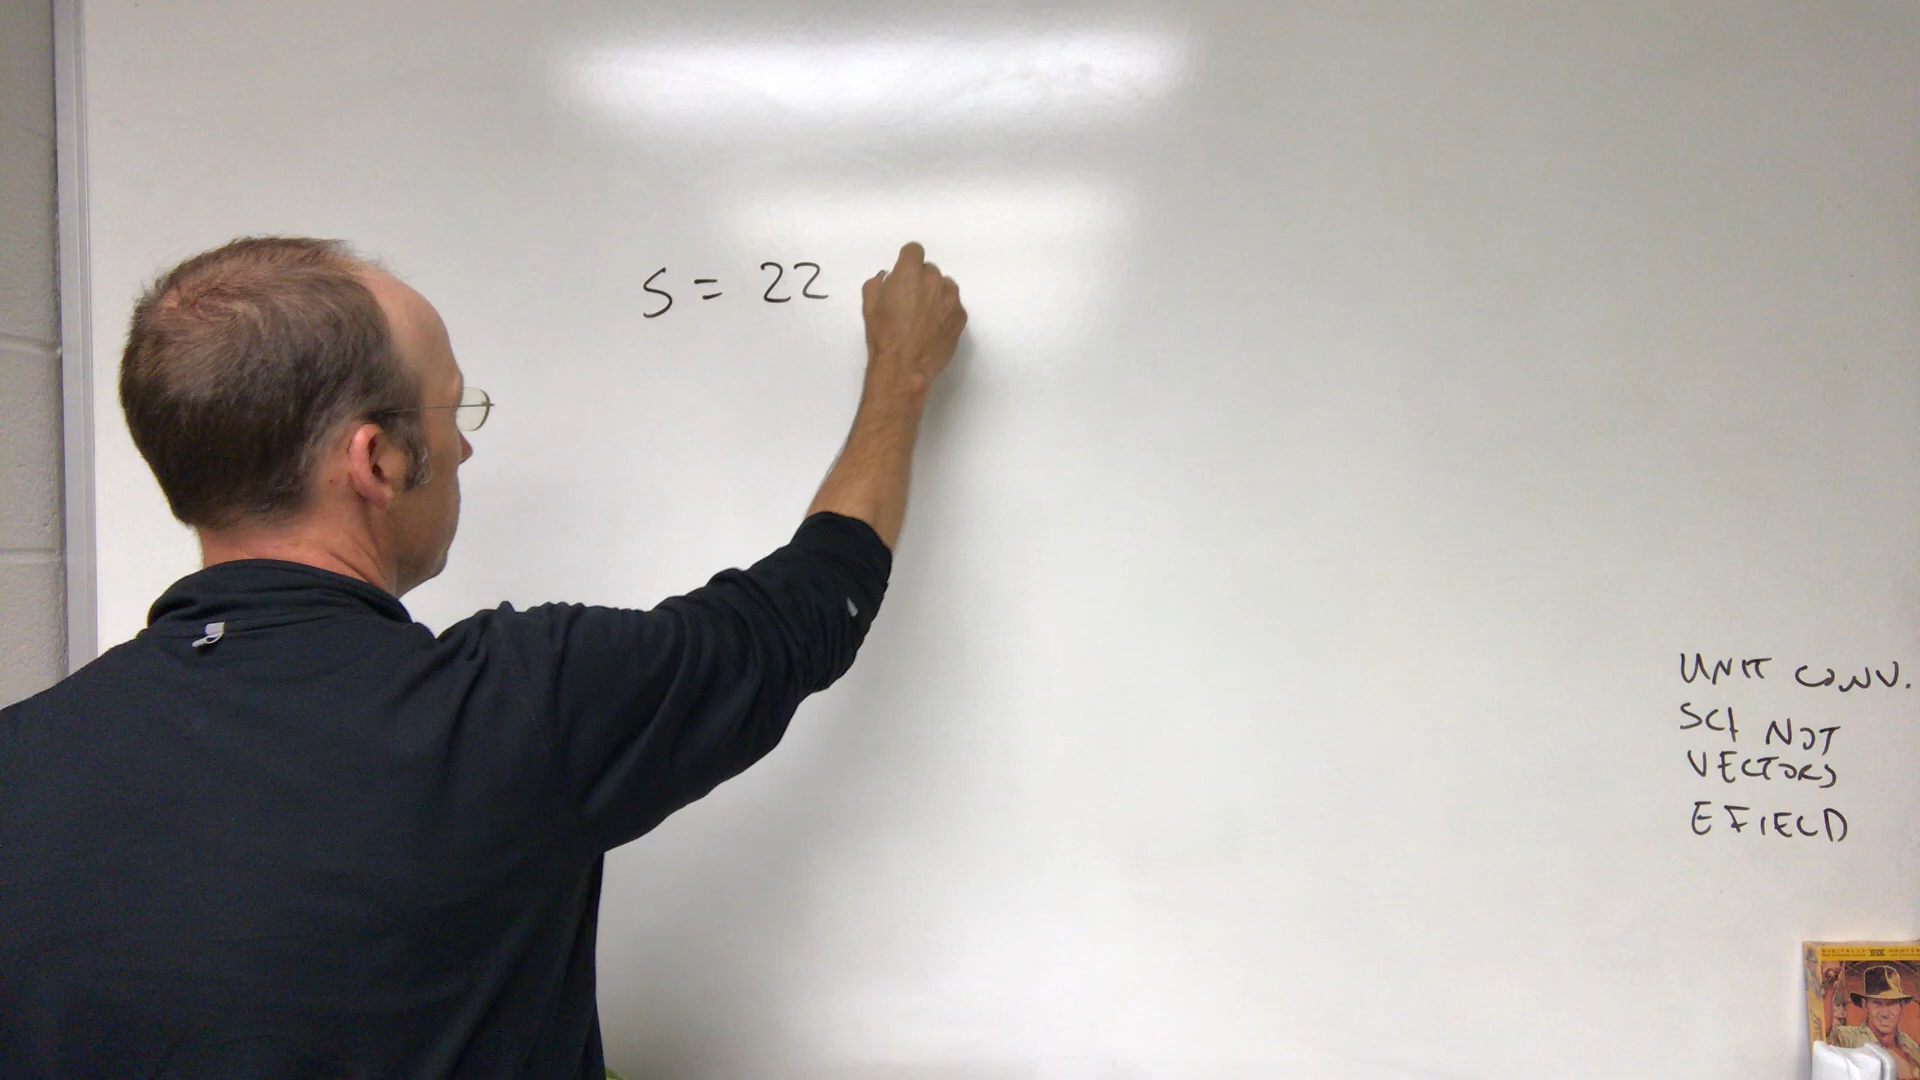 S = 22
UNIT CONV.
SCI NOT
VECTORS
E FIELD